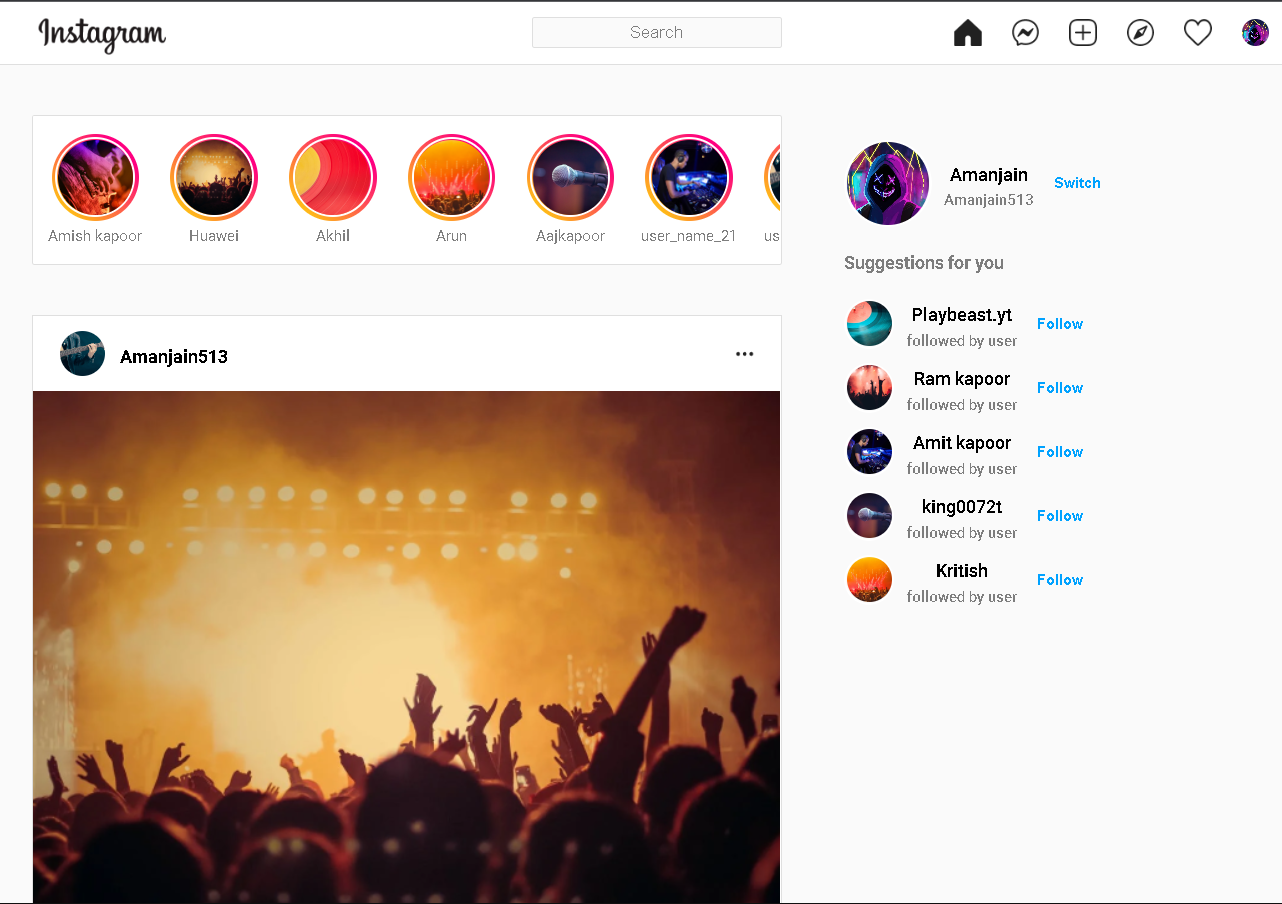 Instagram
Search
Amish kapoor
Huawei
Akhil
Arun
Aajkapoor
user_name_21
us
Amanjain
Amanjain513
Switch
Suggestions for you
Playbeast.yt
followed by user
Follow
Ram kapoor
followed by user
Follow
Amit kapoor
followed by user
Follow
king0072t
followed by user
Follow
Kritish
followed by user
Follow
Amanjain513